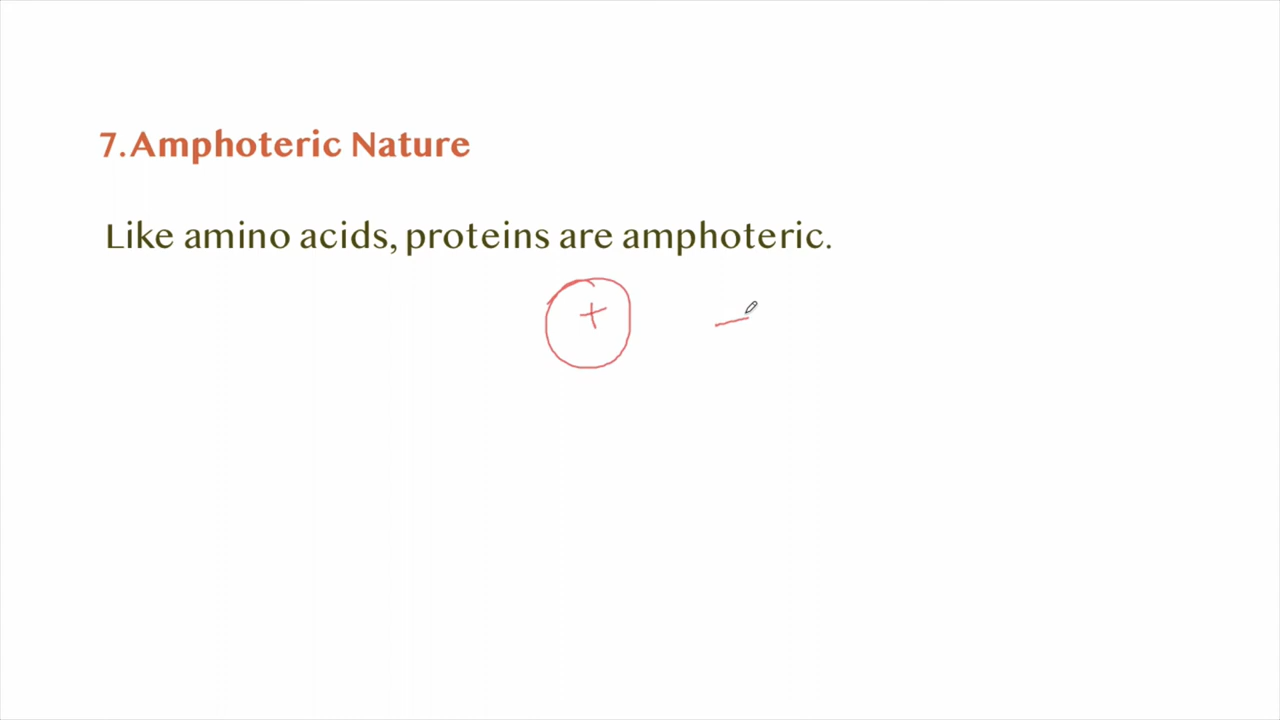 7. Amphoteric Nature
Like amino acids, proteins are amphoteric.
+ –